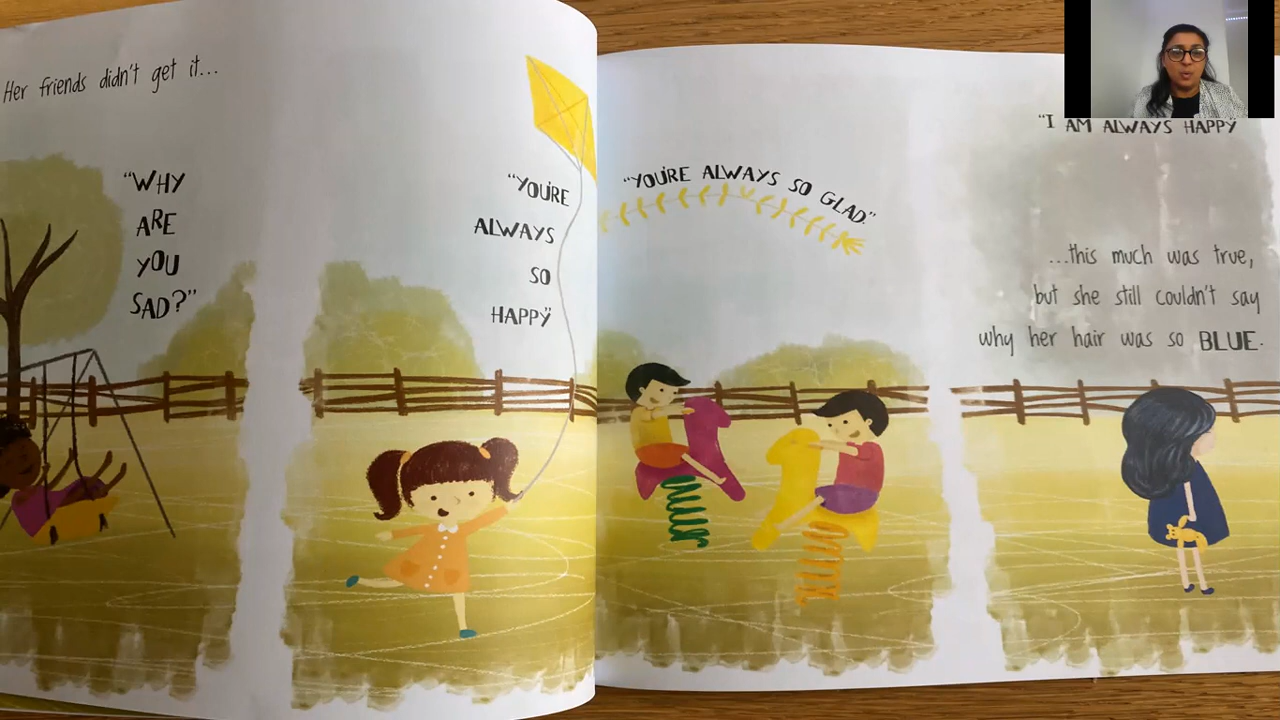 Her friends didn't get it...
"WHY
ARE
YOU
SAD?"
"YOU'RE
ALWAYS
SO
HAPPY"
"YOU'RE ALWAYS SO GLAD."
"I AM ALWAYS HAPPY"
...this much was true,
but she still couldn't say
why her hair was so BLUE.